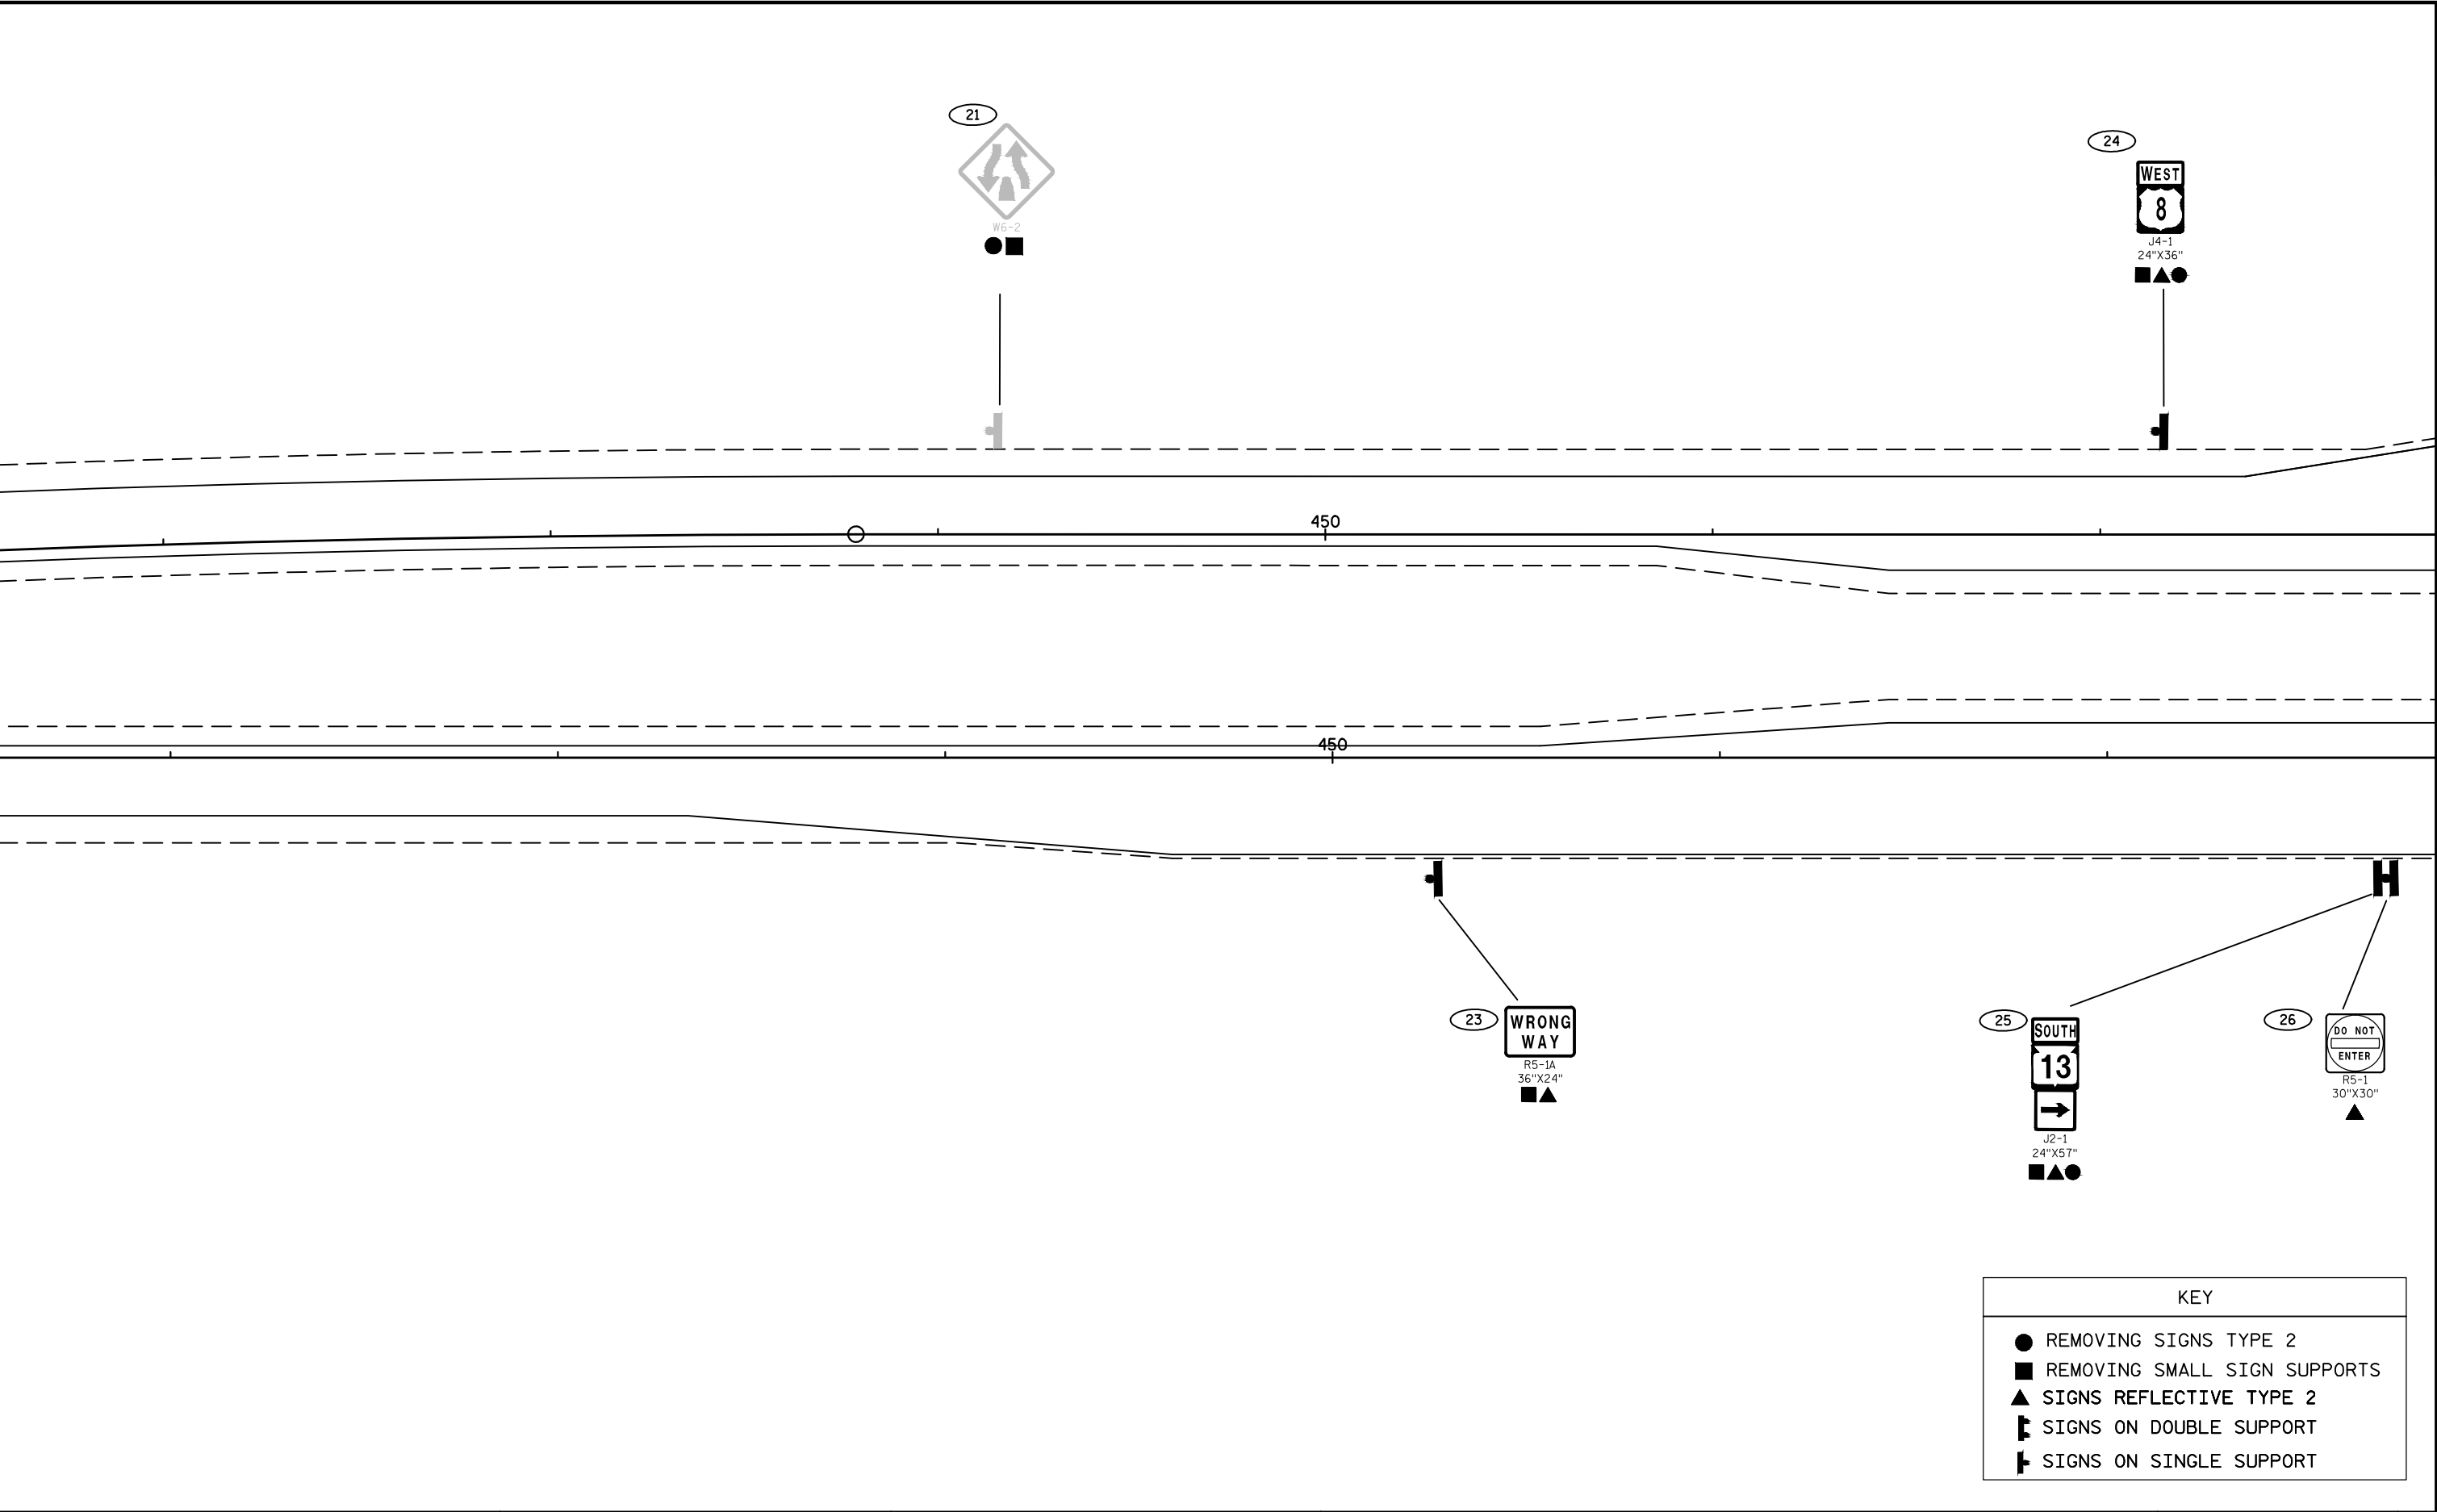 21
W6-2
24
WEST
8
J4-1
24"X36"
450
450
23
WRONG
WAY
R5-1A
36"X24"
25
SOUTH
13
J2-1
24"X57"
26
DO NOT
ENTER
R5-1
30"X30"
KEY
REMOVING SIGNS TYPE 2
REMOVING SMALL SIGN SUPPORTS
SIGNS REFLECTIVE TYPE 2
SIGNS ON DOUBLE SUPPORT
SIGNS ON SINGLE SUPPORT